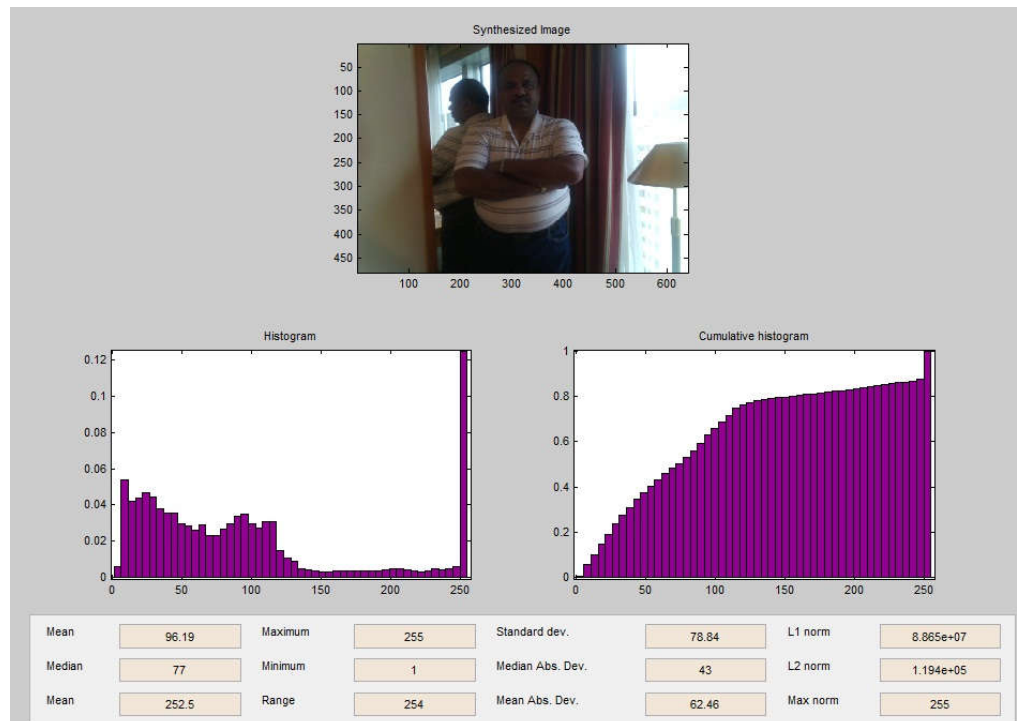 Synthesized Image
50
100
150
200
250
300
350
400
450
100 200 300 400 500 600
Histogram
0.12
0.1
0.08
0.06
0.04
0.02
0
0 50 100 150 200 250
Cumulative histogram
1
0.8
0.6
0.4
0.2
0
0 50 100 150 200 250
Mean 96.19 Maximum 255 Standard dev. 78.84 L1 norm 8.865e+07
Median 77 Minimum 1 Median Abs. Dev. 43 L2 norm 1.194e+05
Mean 252.5 Range 254 Mean Abs. Dev. 62.46 Max norm 255